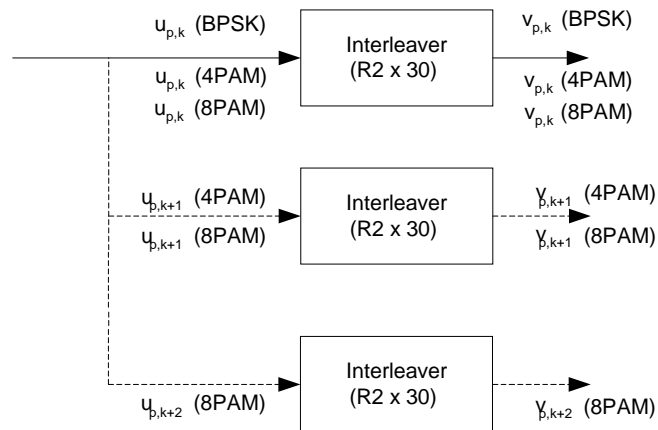 u_p,k (BPSK)
Interleaver
(R2 x 30)
v_p,k (BPSK)
u_p,k (4PAM)
u_p,k (8PAM)
v_p,k (4PAM)
v_p,k (8PAM)
u_p,k+1 (4PAM)
u_p,k+1 (8PAM)
Interleaver
(R2 x 30)
v_p,k+1 (4PAM)
v_p,k+1 (8PAM)
u_p,k+2 (8PAM)
Interleaver
(R2 x 30)
v_p,k+2 (8PAM)